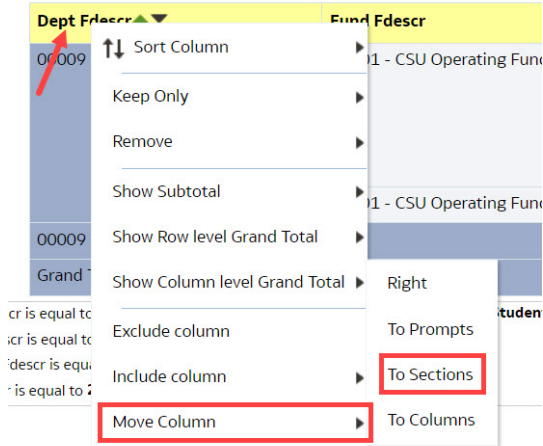 Dept Fdescr Fund Fdescr
Sort Column
00009 01 - CSU Operating Fund
Keep Only
Remove
Show Subtotal
01 - CSU Operating Fund
00009 Show Row level Grand Total
Grand Show Column level Grand Total Right
cr is equal to
To Prompts
scr is equal to Exclude column
Fdescr is
Include column To Sections
r is equal to 2
Move Column To Columns